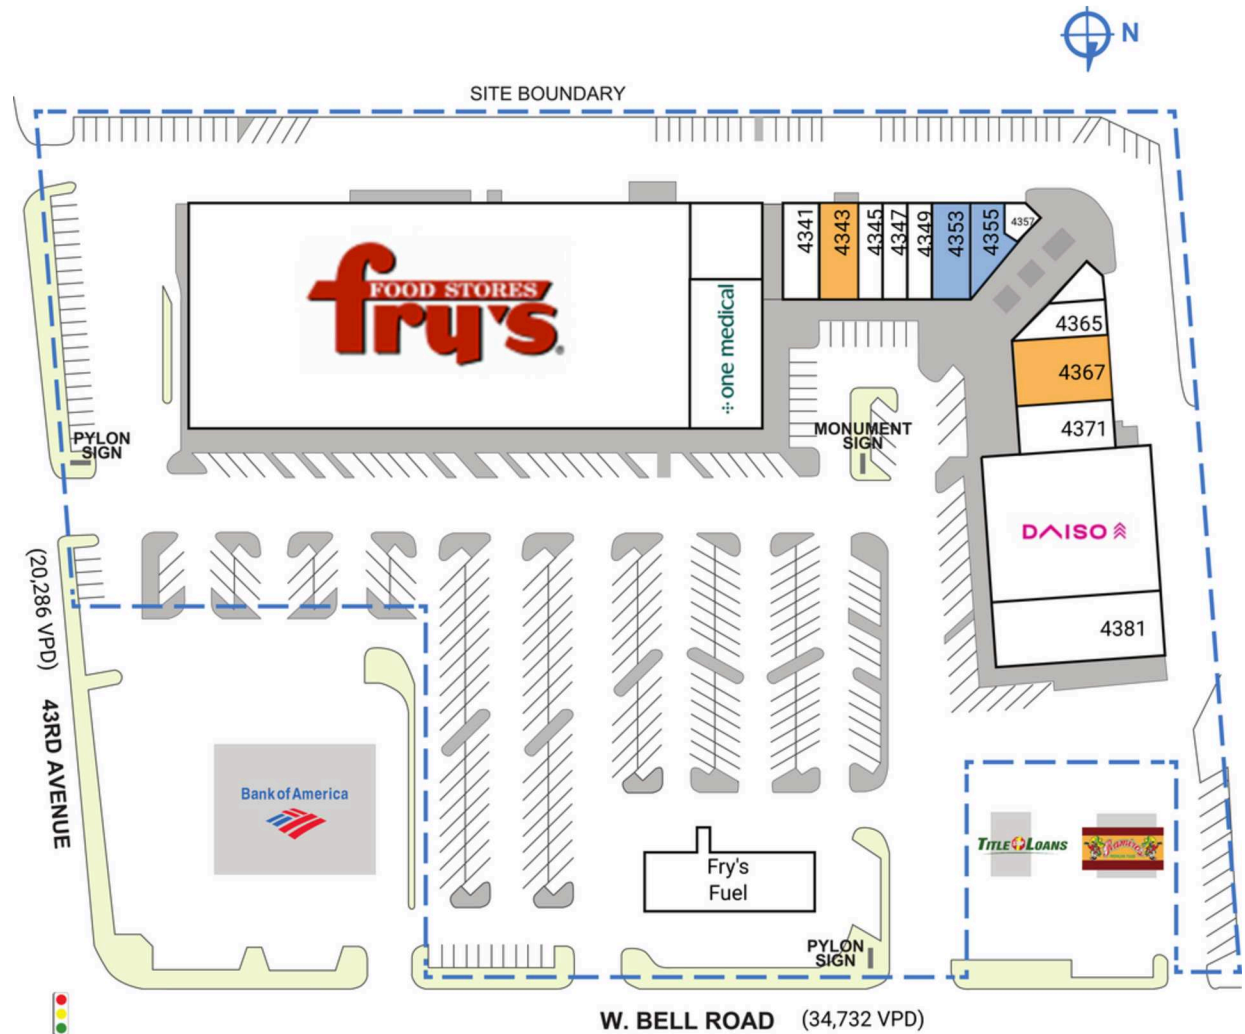 N
SITE BOUNDARY
fry's
FOOD STORES
one medical
4341
4343
4345
4347
4349
4353
4355
4357
4365
4367
4371
PYLON
SIGN
MONUMENT
SIGN
DAISO
4381
(20,286 VPD)
43RD AVENUE
Bank of America
TITLE LOANS
Ramiro's
Fry's
Fuel
PYLON
SIGN
W. BELL ROAD (34,732 VPD)